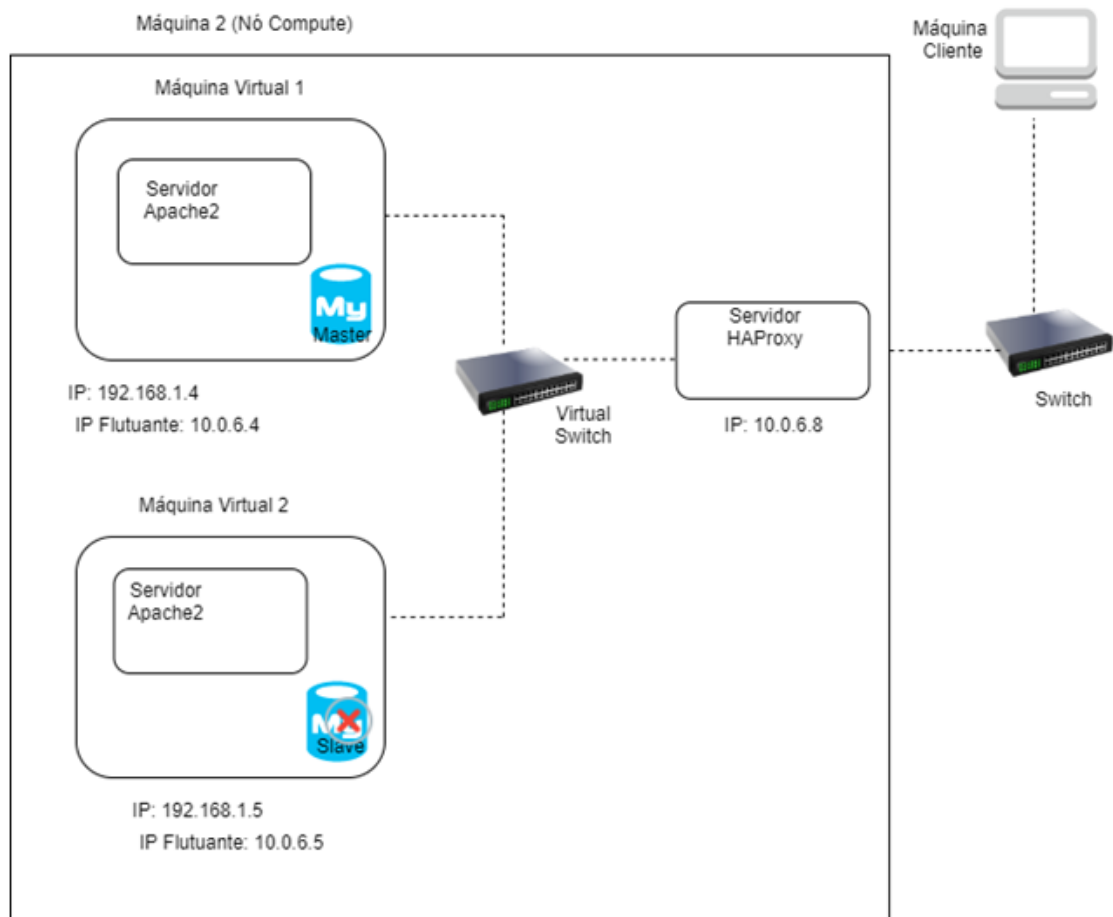 Máquina 2 (Nó Compute)
Máquina
Cliente
Máquina Virtual 1
Servidor
Apache2
My
Master
IP: 192.168.1.4
IP Flutuante: 10.0.6.4
Virtual
Switch
Servidor
HAProxy
IP: 10.0.6.8
Switch
Máquina Virtual 2
Servidor
Apache2
My
Slave
IP: 192.168.1.5
IP Flutuante: 10.0.6.5